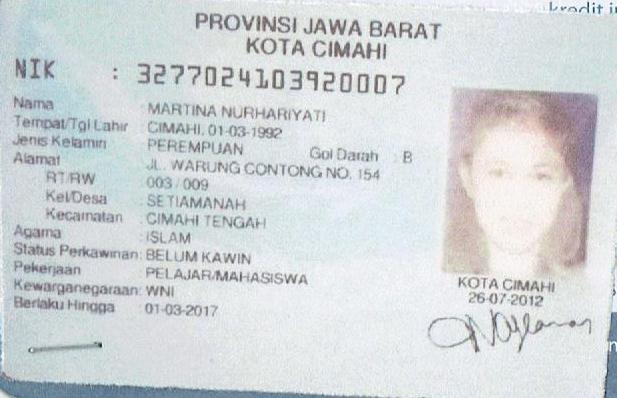 kredit
PROVINSI JAWA BARAT
KOTA CIMAHI
NIK : 3277024103920007
Nama : MARTINA NURHARIYATI
Tempat/Tgl Lahir : CIMAHI, 01-03-1992
Jenis Kelamin : PEREMPUAN Gol Darah : B
Alamat : JL. WARUNG CONTONG NO. 154
RT/RW : 003 / 009
Kel/Desa : SETIAMANAH
Kecamatan : CIMAHI TENGAH
Agama : ISLAM
Status Perkawinan: BELUM KAWIN
Pekerjaan : PELAJAR/MAHASISWA
Kewarganegaraan: WNI
Berlaku Hingga : 01-03-2017
KOTA CIMAHI
26-07-2012